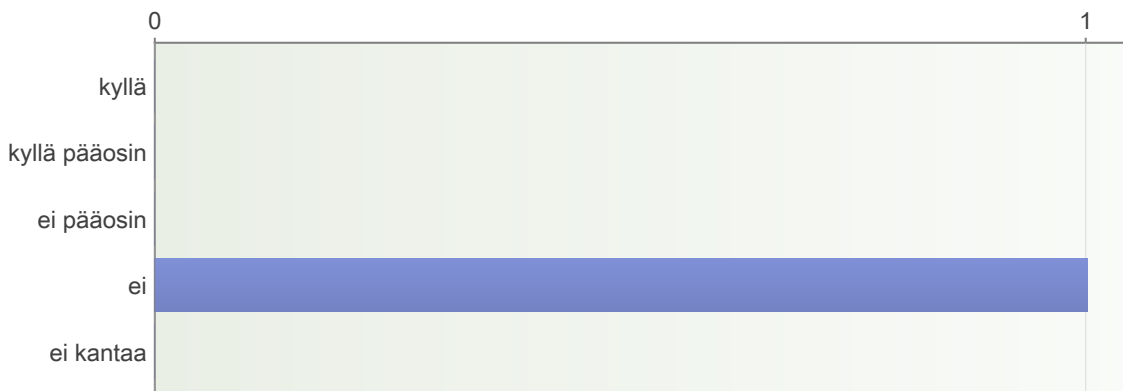 0 1
kyllä
kyllä pääosin
ei pääosin
ei
ei kantaa